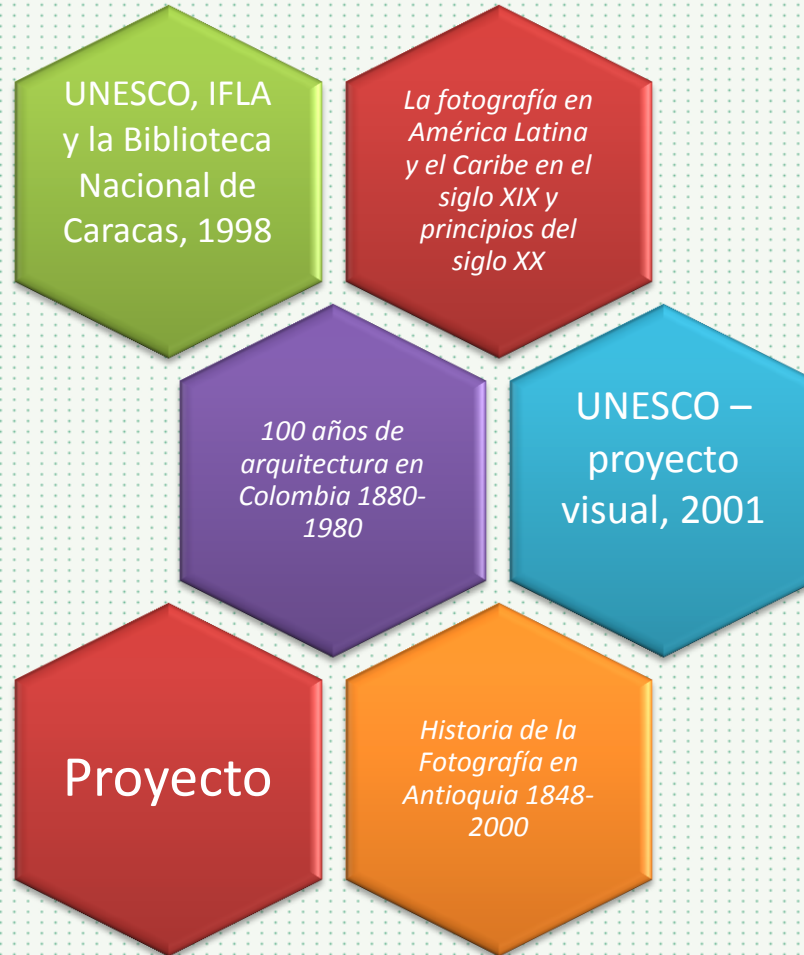 UNESCO, IFLA
y la Biblioteca
Nacional de
Caracas, 1998
La fotografía en
América Latina
y el Caribe en el
siglo XIX y
principios del
siglo XX
100 años de
arquitectura en
Colombia 1880-
1980
UNESCO –
proyecto
visual, 2001
Proyecto
Historia de la
Fotografía en
Antioquia 1848-
2000